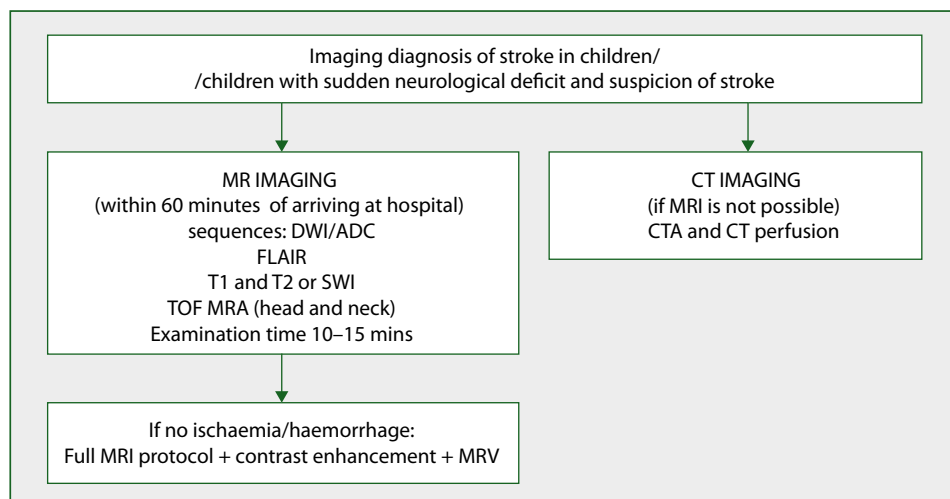 Imaging diagnosis of stroke in children/
/children with sudden neurological deficit and suspicion of stroke
MR IMAGING
(within 60 minutes of arriving at hospital)
sequences: DWI/ADC
FLAIR
T1 and T2 or SWI
TOF MRA (head and neck)
Examination time 10–15 mins
CT IMAGING
(if MRI is not possible)
CTA and CT perfusion
If no ischaemia/haemorrhage:
Full MRI protocol + contrast enhancement + MRV